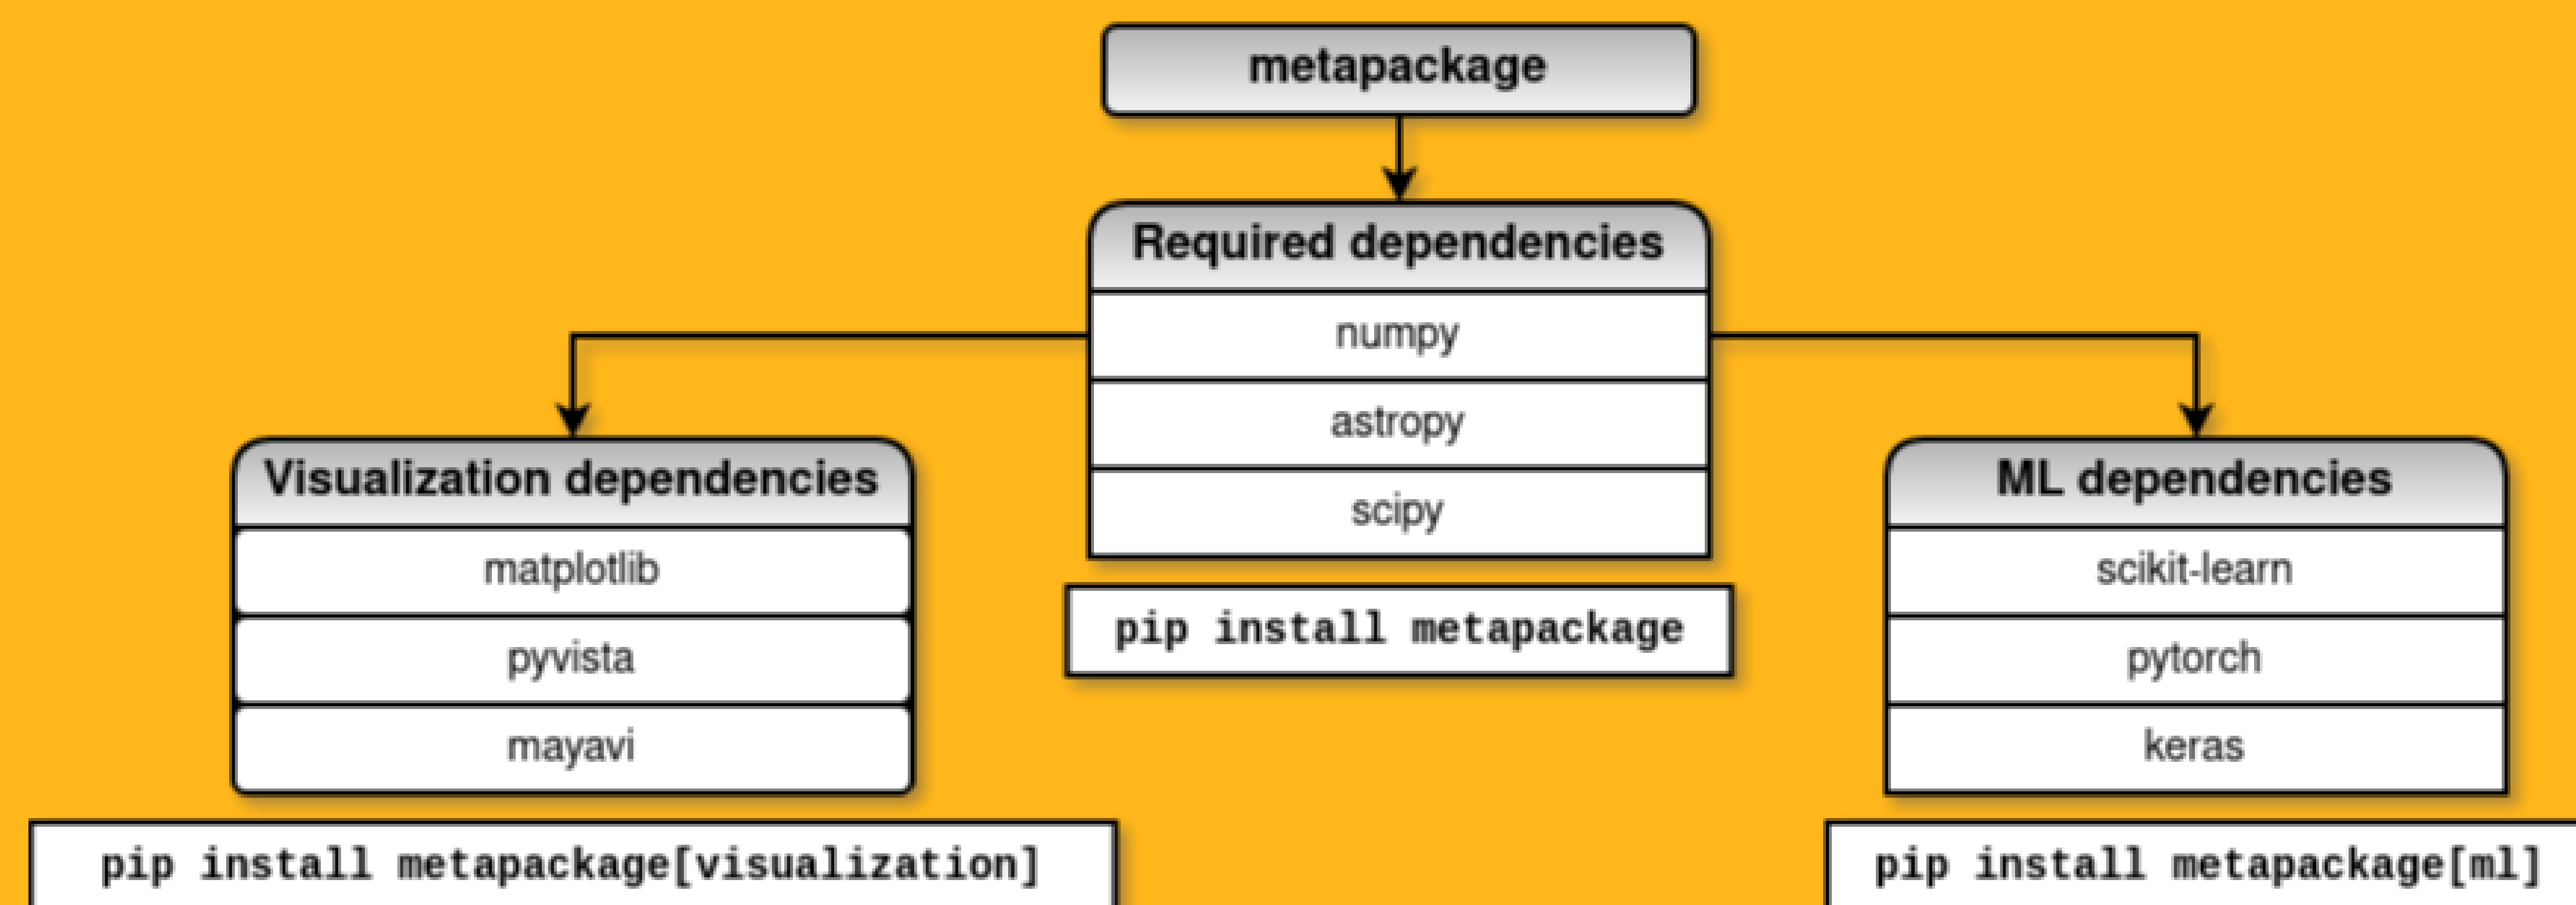 metapackage
Required dependencies
numpy
astropy
scipy
pip install metapackage
Visualization dependencies
matplotlib
pyvista
mayavi
pip install metapackage[visualization]
ML dependencies
scikit-learn
pytorch
keras
pip install metapackage[ml]